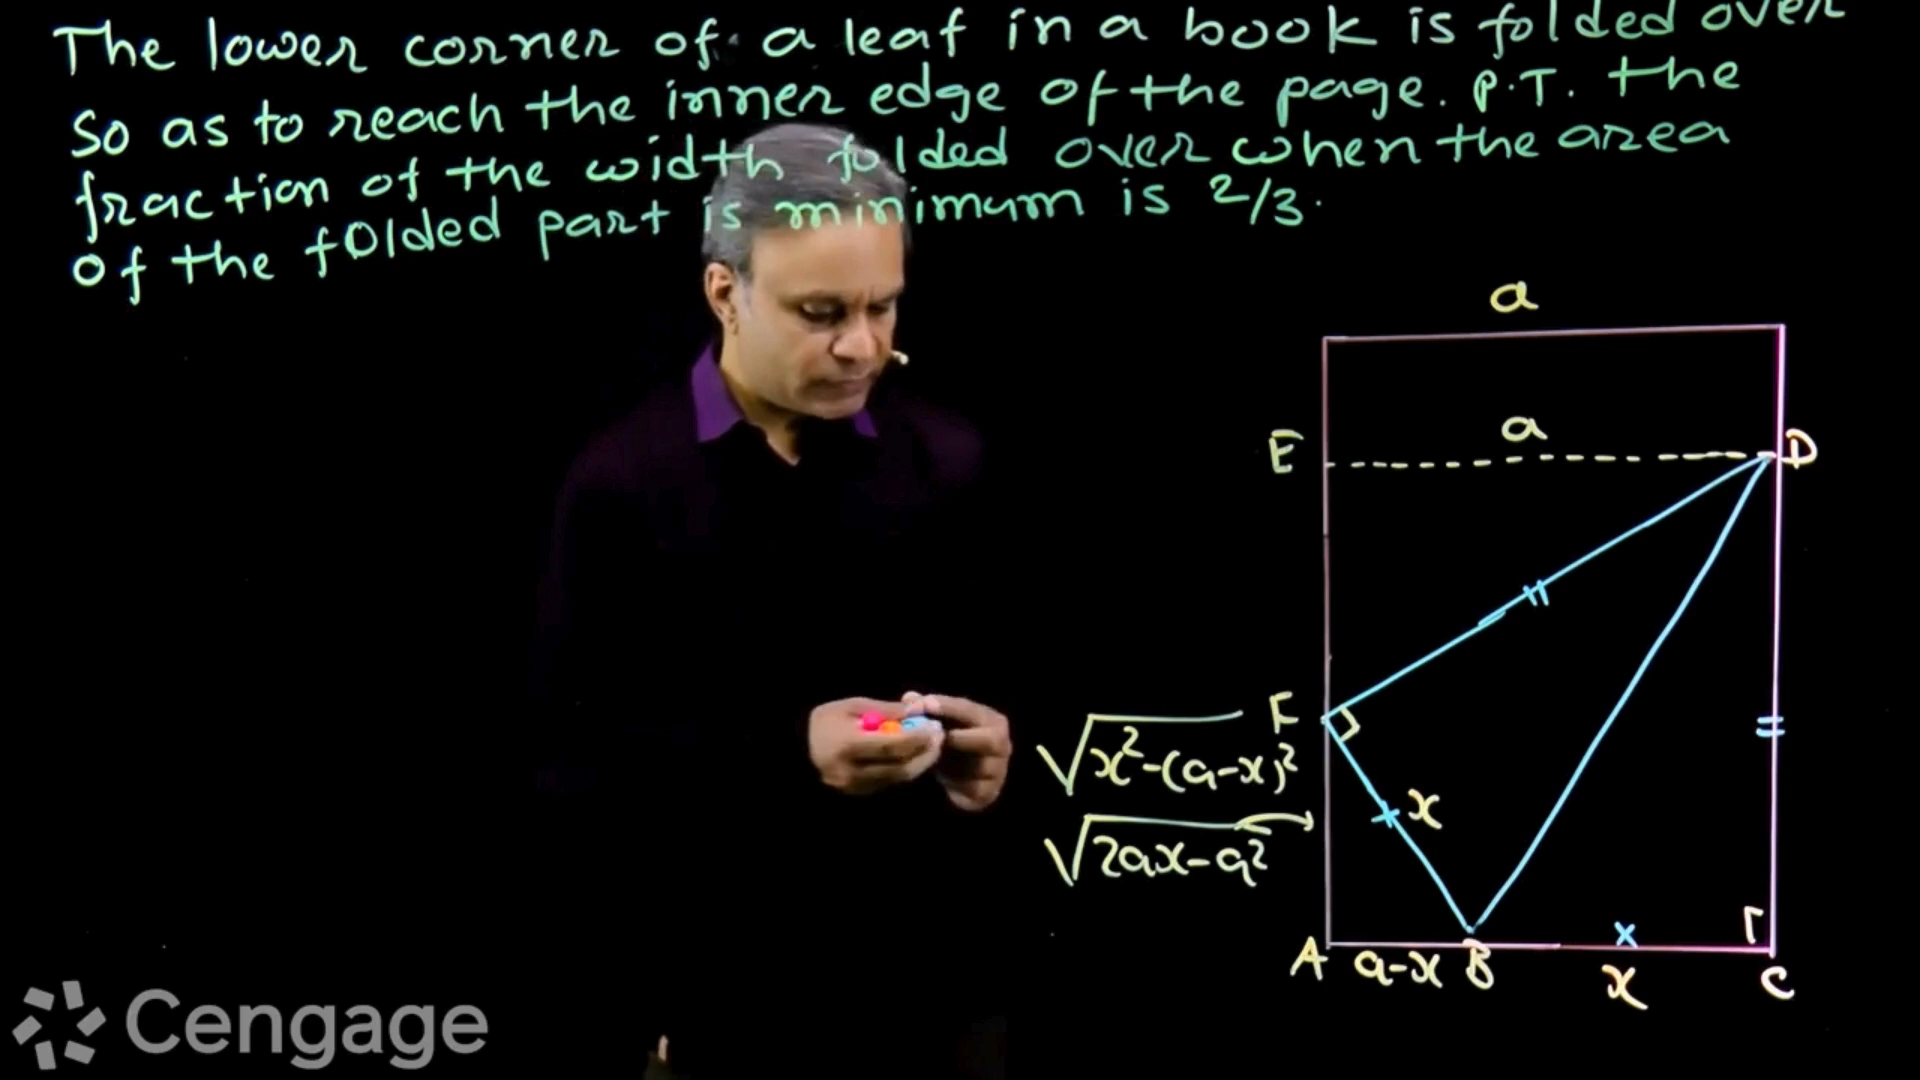 The lower corner of a leaf in a book is folded over
So as to reach the inner edge of the page. P.T. the
fraction of the width folded over when the area
of the folded part is minimum is 2/3.
a
E a D
F
√x²-(a-x)²
x
√2ax-a²
A a-x B x C
Cengage